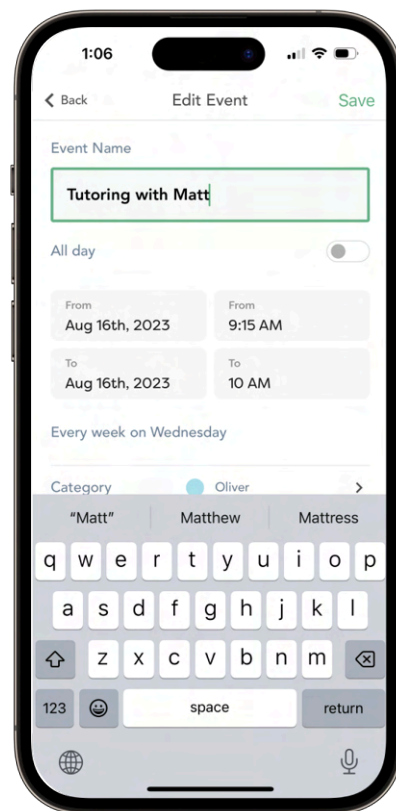 1:06
Back Edit Event Save
Event Name
Tutoring with Matt
All day
From From
Aug 16th, 2023 9:15 AM
To To
Aug 16th, 2023 10 AM
Every week on Wednesday
Category Oliver
“Matt” Matthew Mattress
q w e r t y u i o p
a s d f g h j k l
z x c v b n m
123 space return